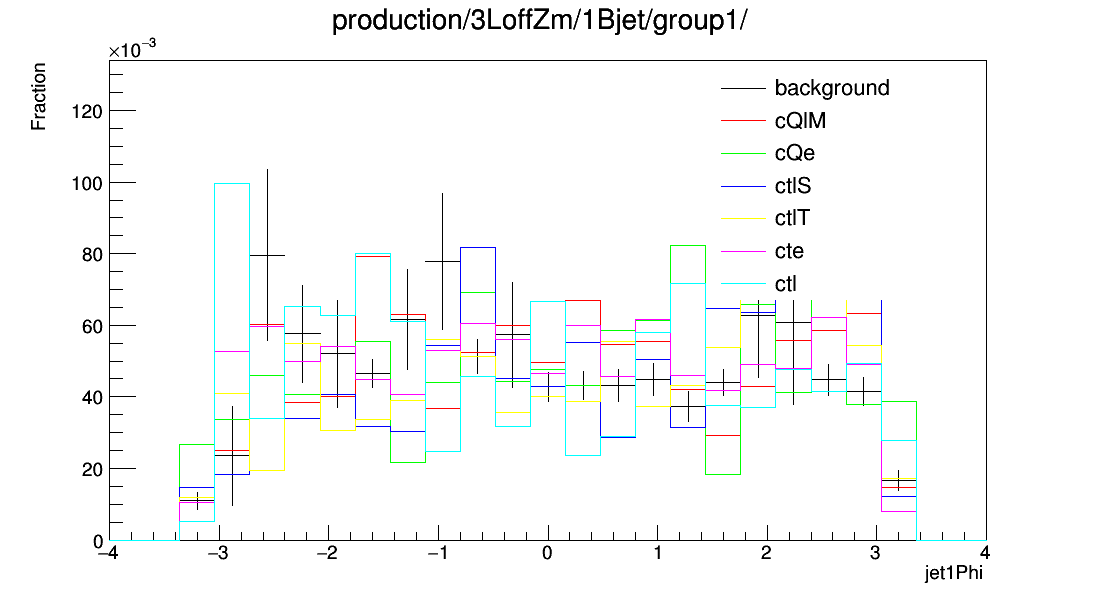 production/3LoffZm/1Bjet/group1/
×10−3
Fraction
120
100
80
60
40
20
0
background
cQlM
cQe
ctlS
ctlT
cte
ctl
−4 −3 −2 −1 0 1 2 3 4
jet1Phi